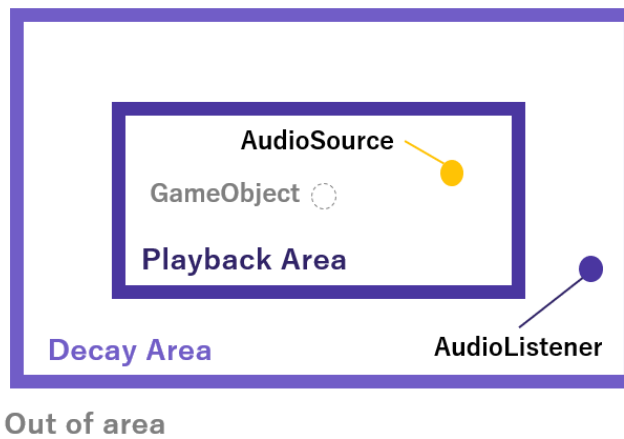 AudioSource
GameObject
Playback Area
Decay Area
AudioListener
Out of area